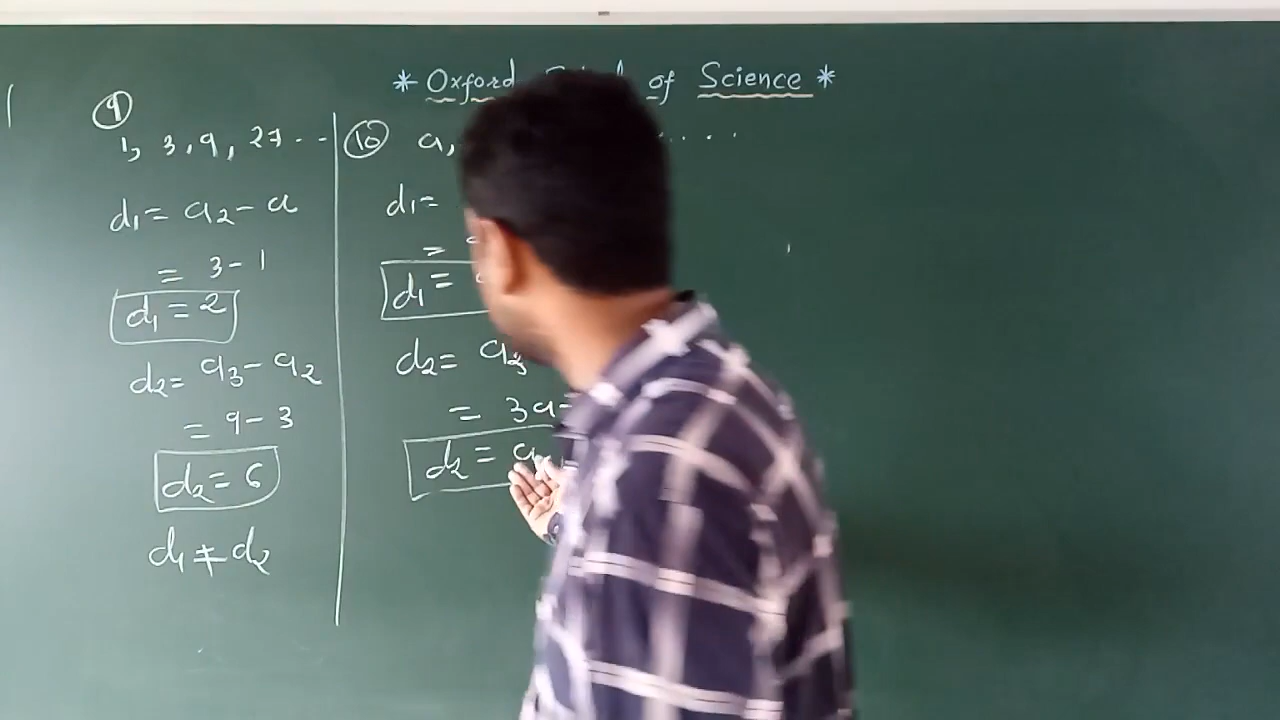 * Oxford of Science *
9
1, 3, 9, 27 - - -
d₁ = a₂ - a
= 3 - 1
d₁ = 2
d₂ = a₃ - a₂
= 9 - 3
d₂ = 6
d₁ ≠ d₂
10 a, . . . .
d₁ =
=
d₁ =
d₂ = a₃
= 3a -
d₂ = a